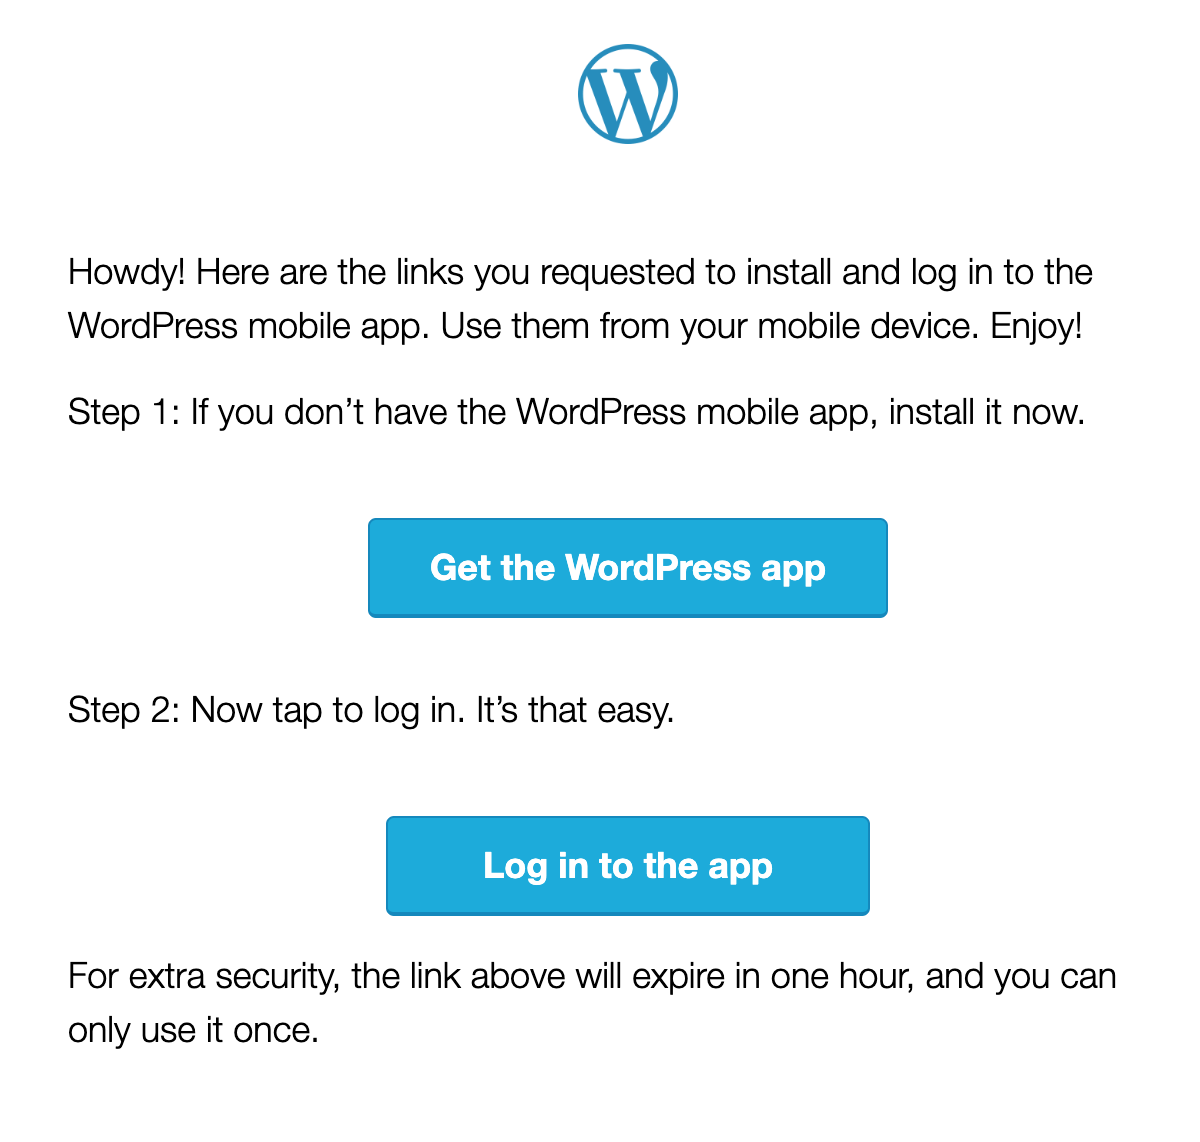 Howdy! Here are the links you requested to install and log in to the
WordPress mobile app. Use them from your mobile device. Enjoy!
Step 1: If you don’t have the WordPress mobile app, install it now.
Get the WordPress app
Step 2: Now tap to log in. It’s that easy.
Log in to the app
For extra security, the link above will expire in one hour, and you can
only use it once.